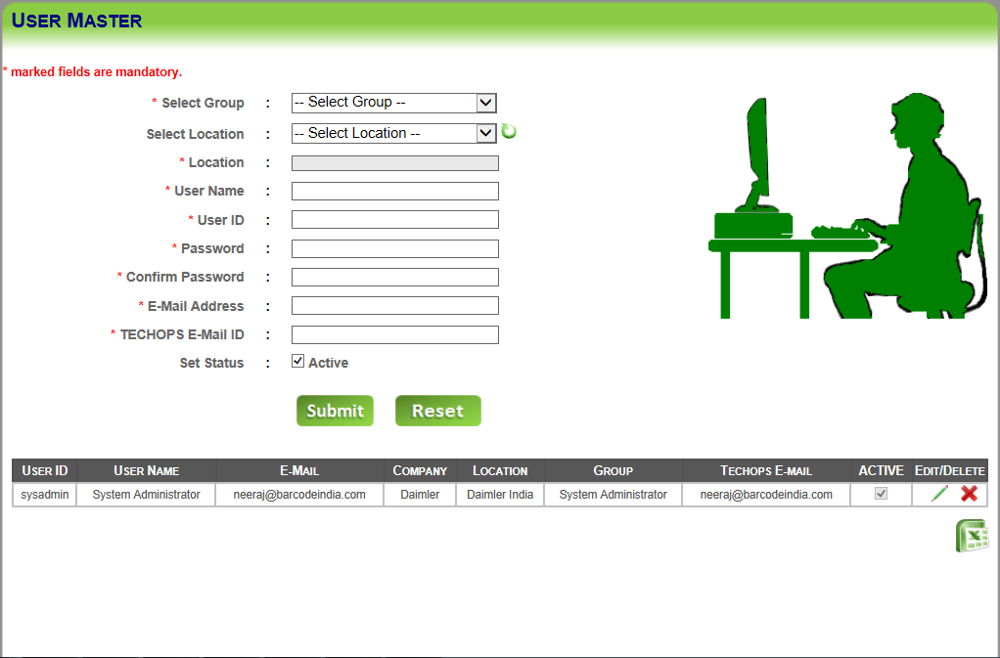 USER MASTER
* marked fields are mandatory.
* Select Group : -- Select Group --
Select Location : -- Select Location --
* Location :
* User Name :
* User ID :
* Password :
* Confirm Password :
* E-Mail Address :
* TECHOPS E-Mail ID :
Set Status : Active
Submit Reset
USER ID USER NAME E-MAIL COMPANY LOCATION GROUP TECHOPS E-MAIL ACTIVE EDIT/DELETE
sysadmin System Administrator neeraj@barcodeindia.com Daimler Daimler India System Administrator neeraj@barcodeindia.com